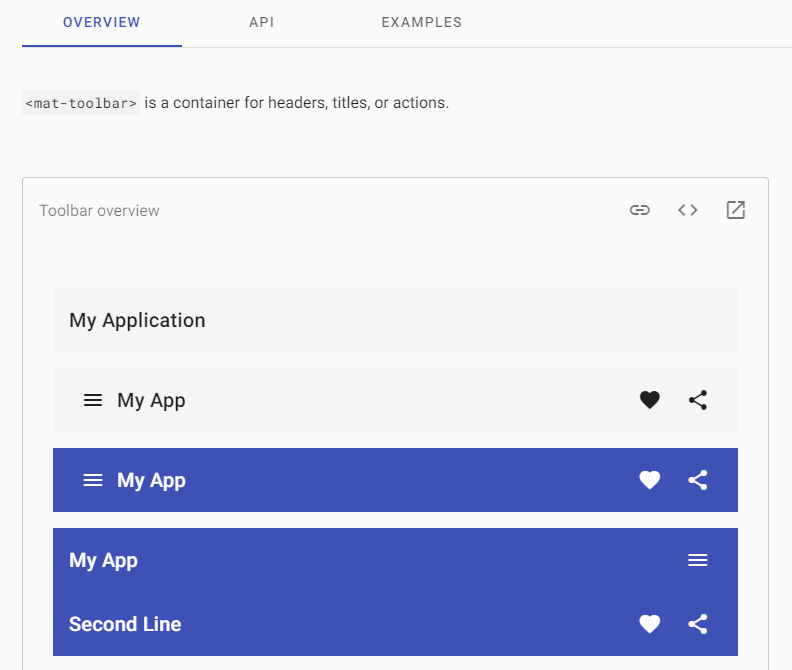 OVERVIEW API EXAMPLES
<mat-toolbar> is a container for headers, titles, or actions.
Toolbar overview
My Application
My App
My App
My App
Second Line